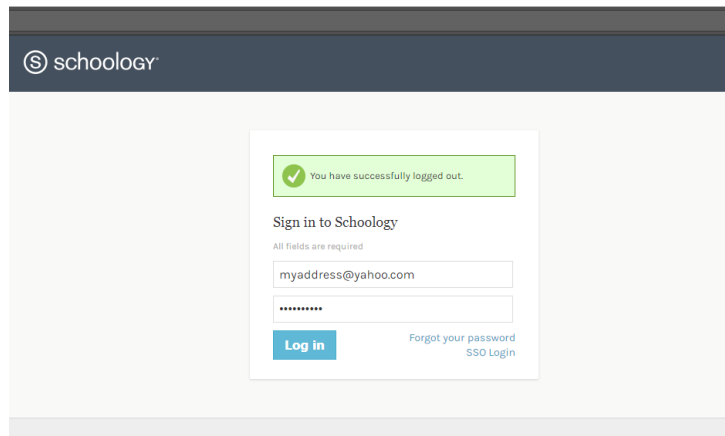 schoology
You have successfully logged out.
Sign in to Schoology
All fields are required
myaddress@yahoo.com
••••••••••
Log in
Forgot your password
SSO Login